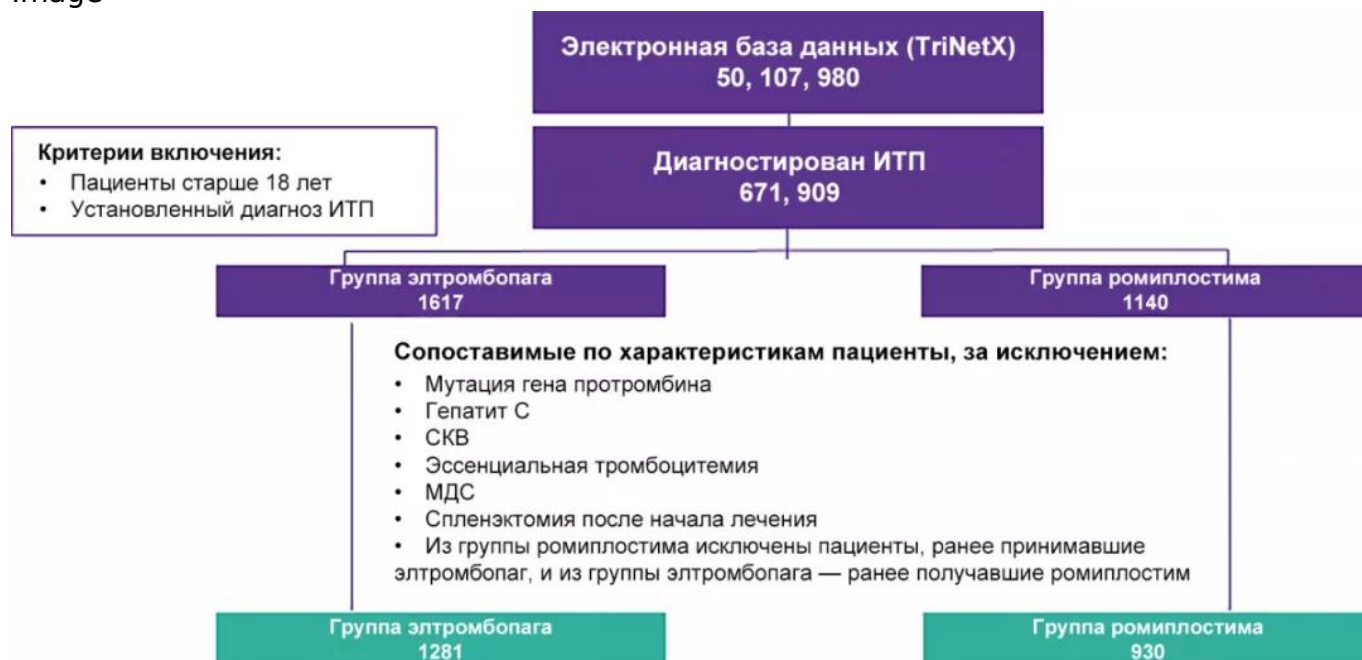 Image
Электронная база данных (TriNetX)
50, 107, 980
Критерии включения:
• Пациенты старше 18 лет
• Установленный диагноз ИТП
Диагностирован ИТП
671, 909
Группа элтромбопага
1617
Группа ромиплостима
1140
Сопоставимые по характеристикам пациенты, за исключением:
• Мутация гена протромбина
• Гепатит С
• СКВ
• Эссенциальная тромбоцитемия
• МДС
• Спленэктомия после начала лечения
• Из группы ромиплостима исключены пациенты, ранее принимавшие
элтромбопаг, и из группы элтромбопага — ранее получавшие ромиплостим
Группа элтромбопага
1281
Группа ромиплостима
930